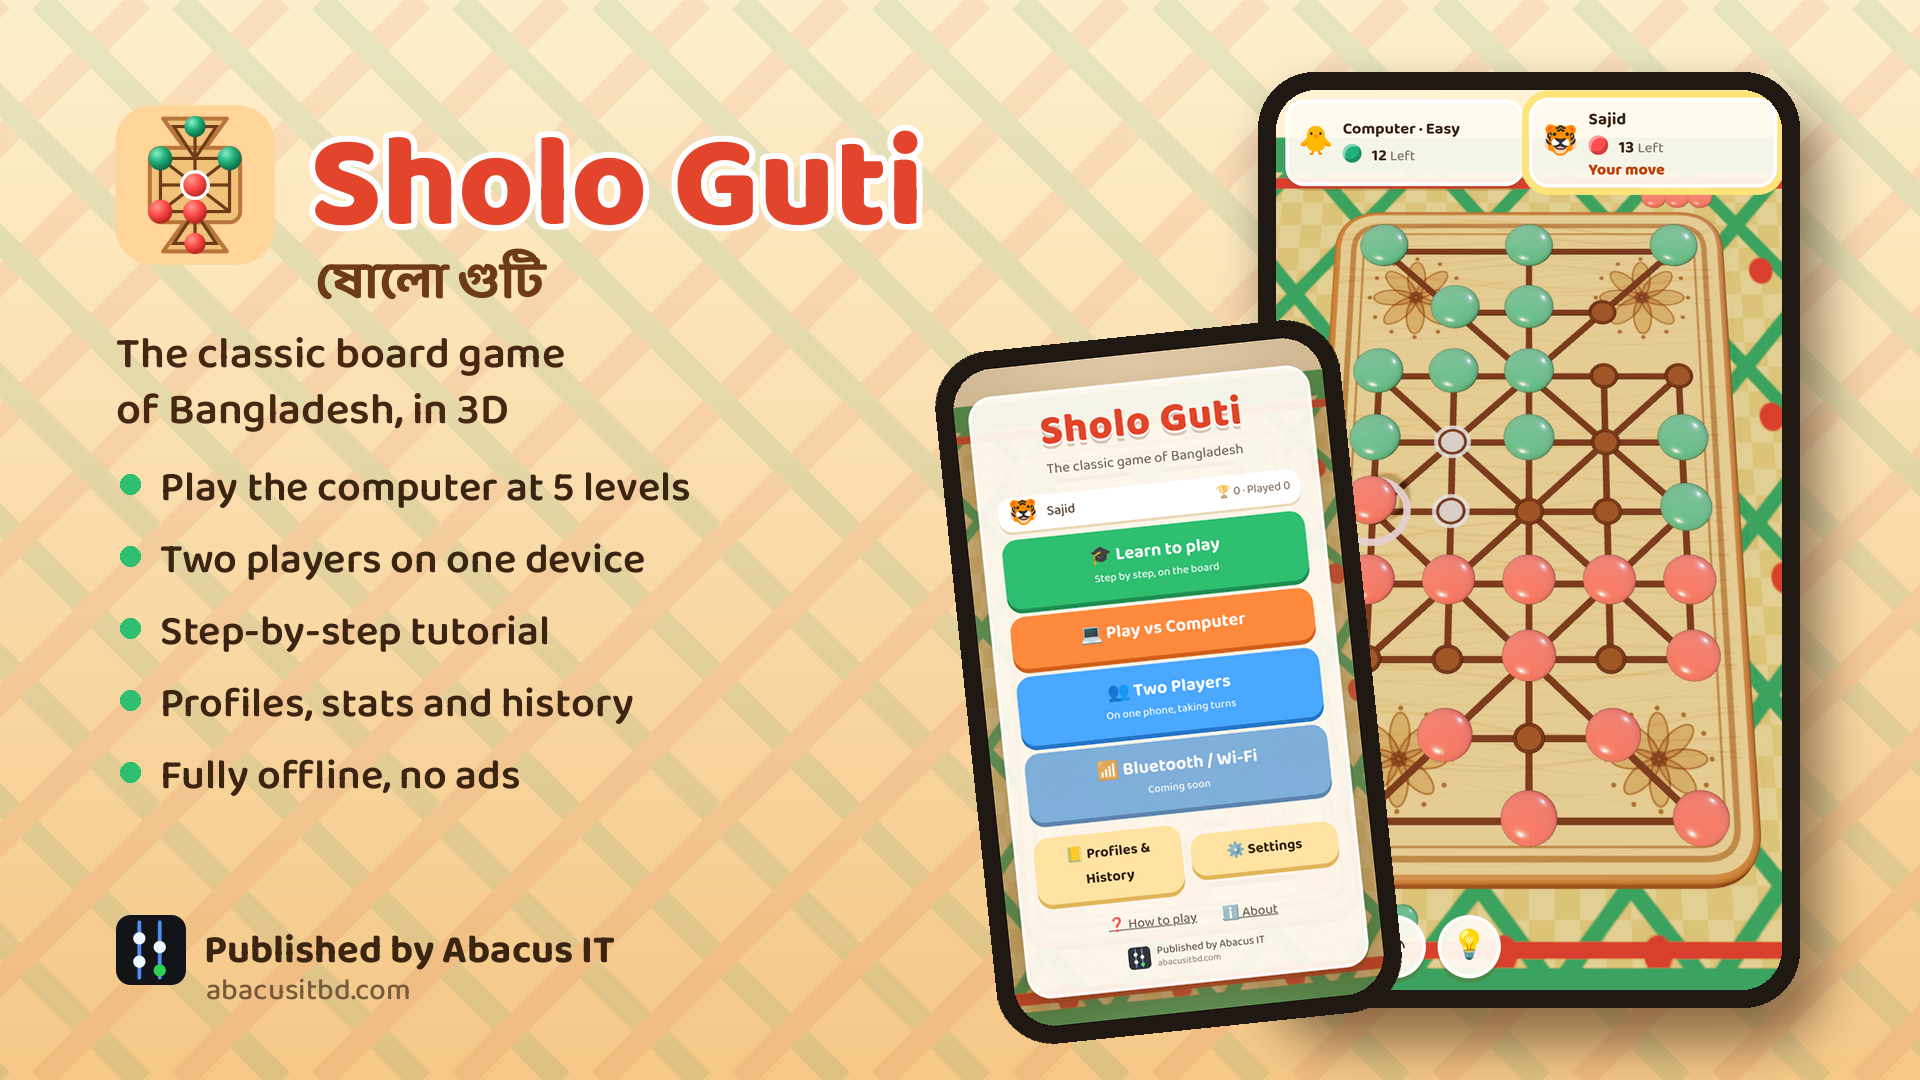 Sholo Guti
ষোলো গুটি
The classic board game
of Bangladesh, in 3D
Play the computer at 5 levels
Two players on one device
Step-by-step tutorial
Profiles, stats and history
Fully offline, no ads
Published by Abacus IT
abacusitbd.com
Sholo Guti
The classic game of Bangladesh
Sajid
0 · Played 0
Learn to play
Step by step, on the board
Play vs Computer
Two Players
On one phone, taking turns
Bluetooth / Wi-Fi
Coming soon
Profiles &
History
Settings
How to play
About
Published by Abacus IT
abacusitbd.com
Computer · Easy
12 Left
Sajid
13 Left
Your move